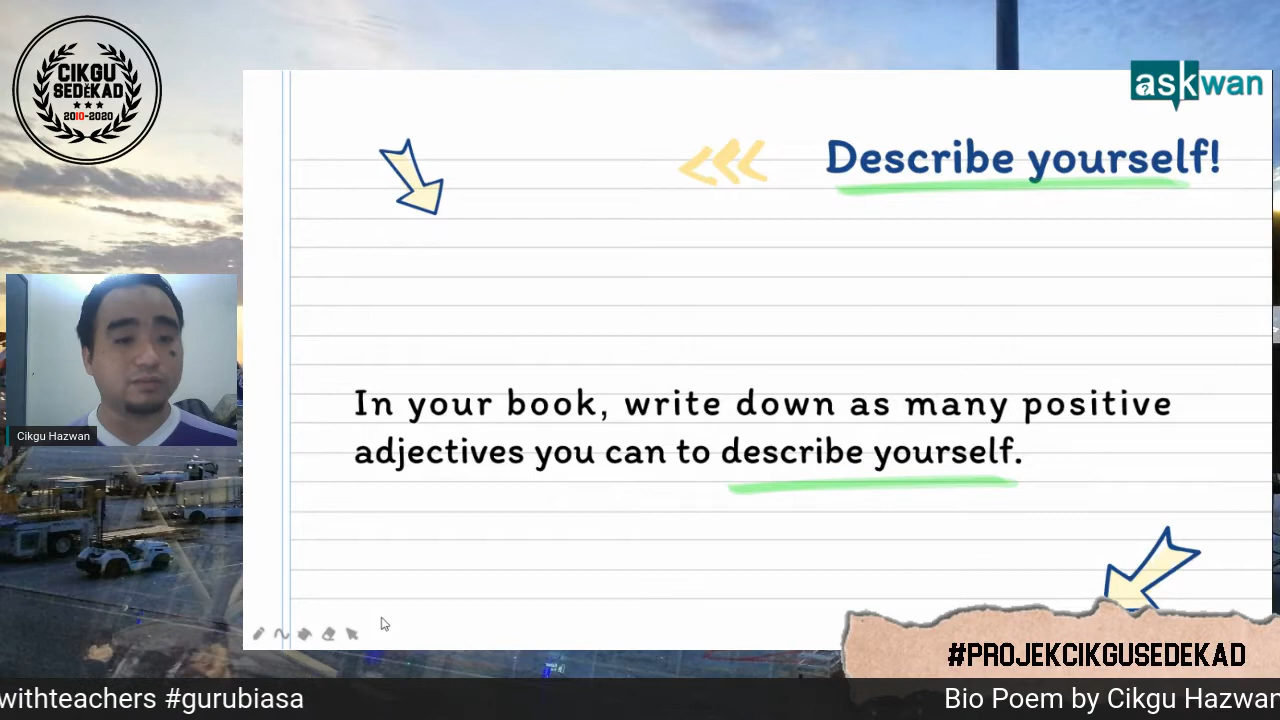 CIKGU
SEDEKAD
2010-2020
askwan
Describe yourself!
In your book, write down as many positive
adjectives you can to describe yourself.
Cikgu Hazwan
#PROJEKCIKGUSEDEKAD
withteachers #gurubiasa
Bio Poem by Cikgu Hazwan